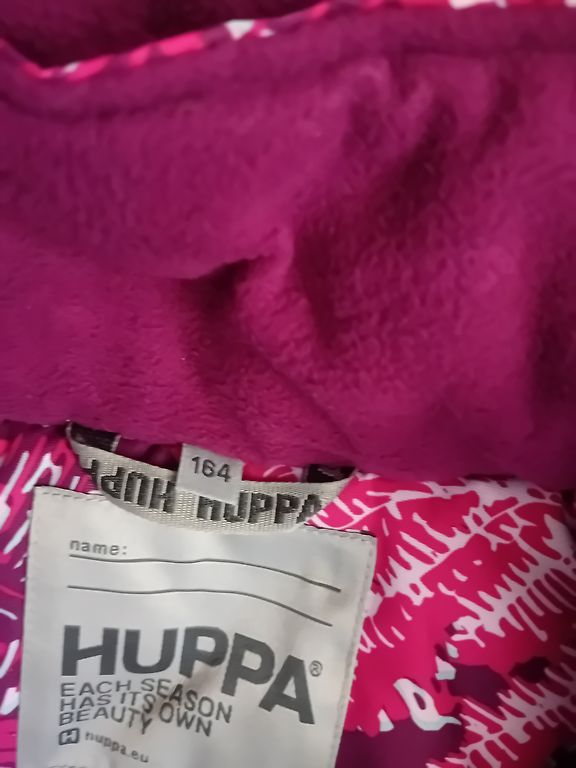 164
HUPPA HUPPA
name:
HUPPA®
EACH SEASON
HAS ITS OWN
BEAUTY
H huppa.eu